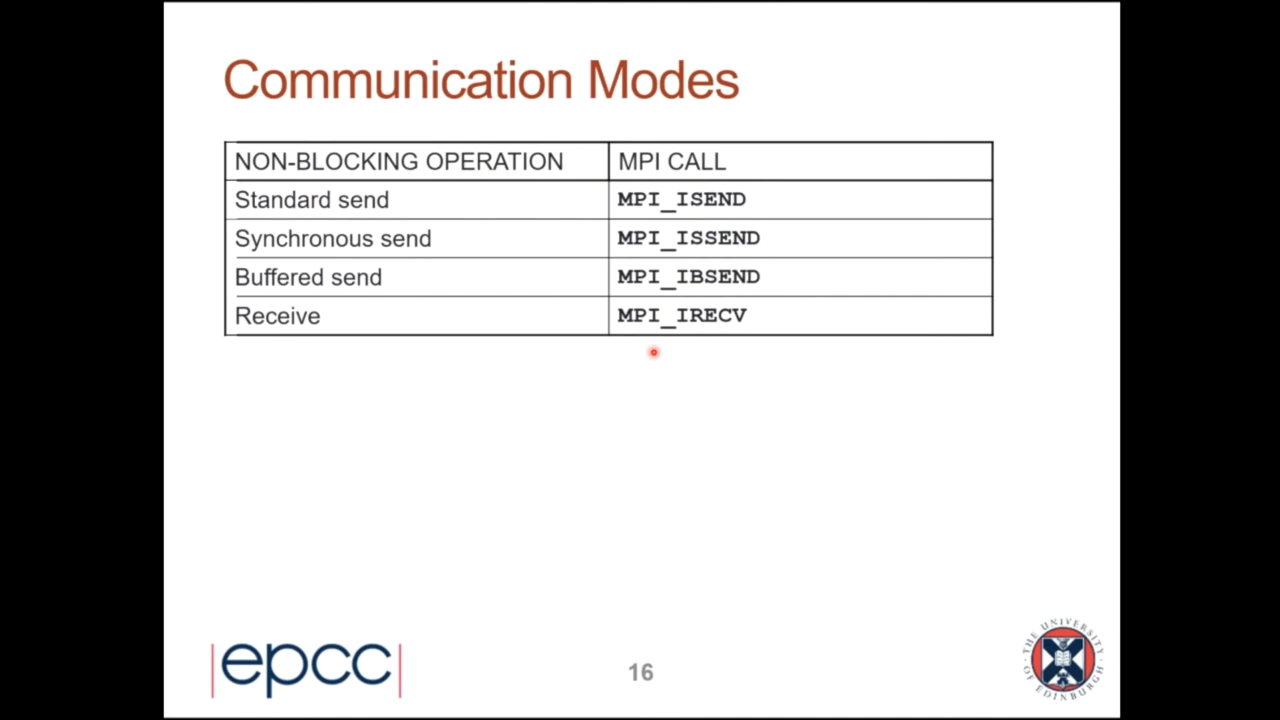 Communication Modes
NON-BLOCKING OPERATION MPI CALL
Standard send MPI_ISEND
Synchronous send MPI_ISSEND
Buffered send MPI_IBSEND
Receive MPI_IRECV
|epcc|
16
THE UNIVERSITY OF EDINBURGH